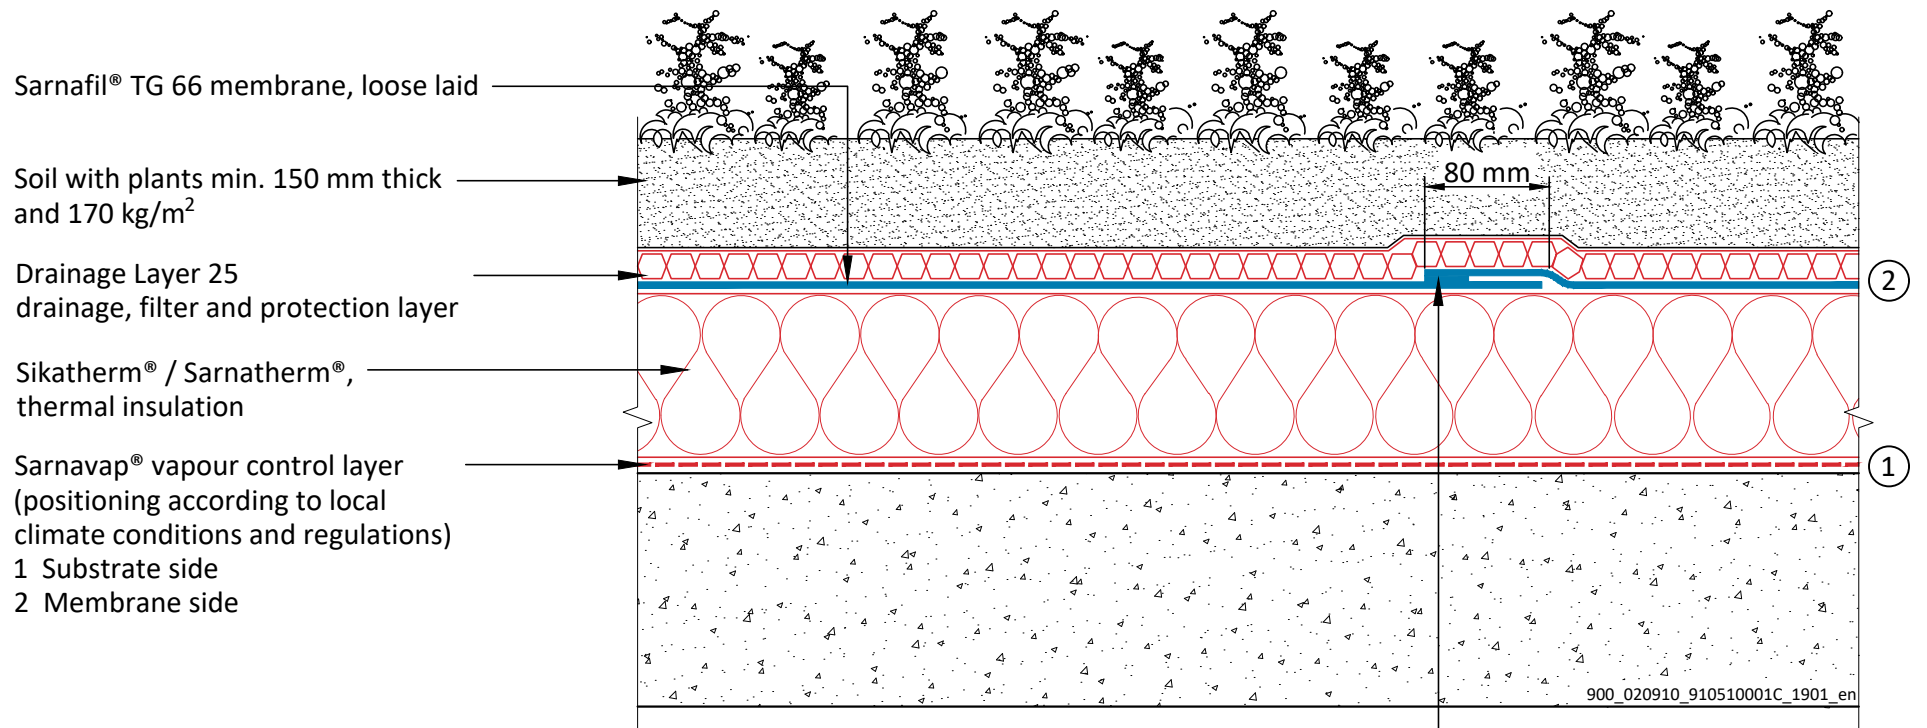 Sarnafil® TG 66 membrane, loose laid
Soil with plants min. 150 mm thick
and 170 kg/m²
Drainage Layer 25
drainage, filter and protection layer
Sikatherm® / Sarnatherm®,
thermal insulation
Sarnavap® vapour control layer
(positioning according to local
climate conditions and regulations)
1 Substrate side
2 Membrane side
80 mm
2
1
900_020910_910510001C_1901_en